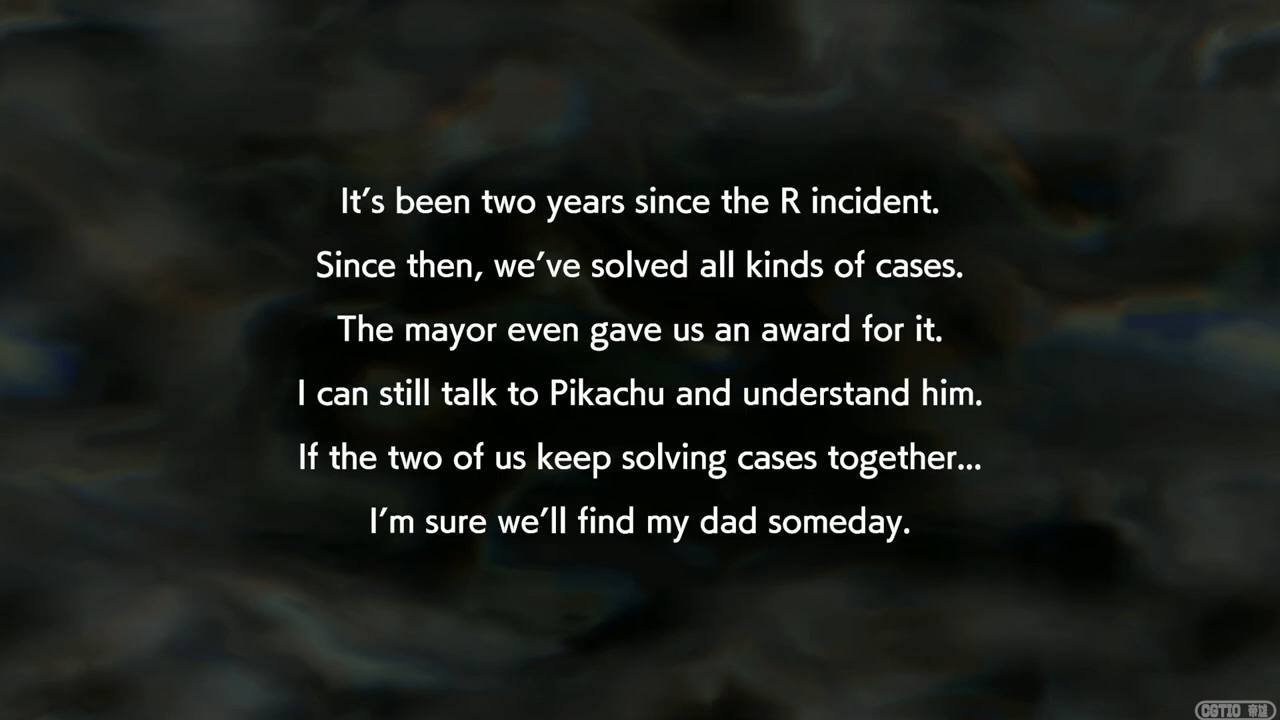 It's been two years since the R incident.
Since then, we've solved all kinds of cases.
The mayor even gave us an award for it.
I can still talk to Pikachu and understand him.
If the two of us keep solving cases together...
I'm sure we'll find my dad someday.
CGTIO